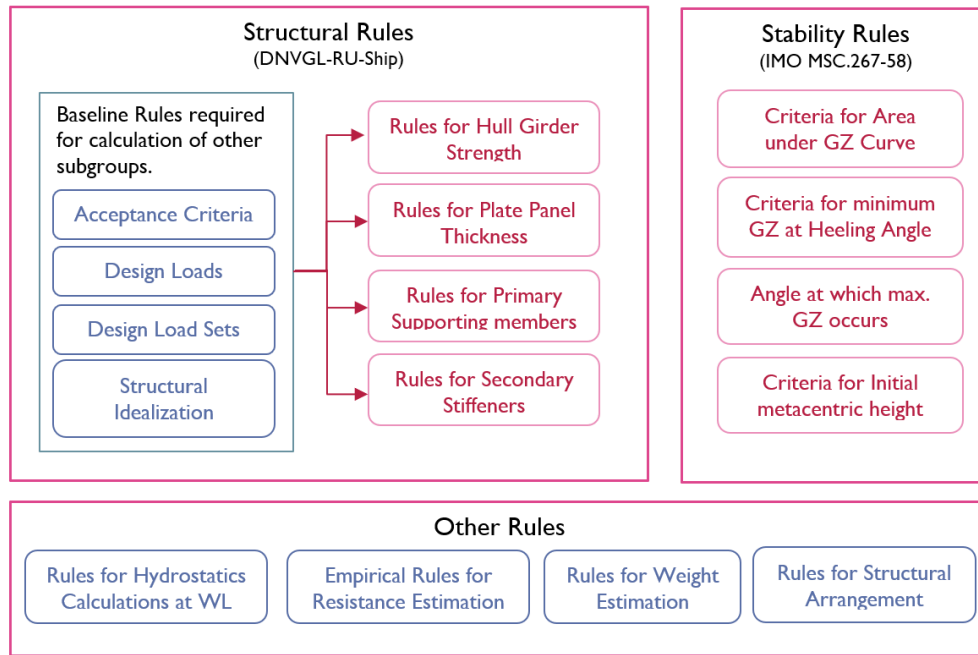 Structural Rules
(DNVGL-RU-Ship)
Baseline Rules required
for calculation of other
subgroups.
Acceptance Criteria
Design Loads
Design Load Sets
Structural
Idealization
Rules for Hull Girder
Strength
Rules for Plate Panel
Thickness
Rules for Primary
Supporting members
Rules for Secondary
Stiffeners
Stability Rules
(IMO MSC.267-58)
Criteria for Area
under GZ Curve
Criteria for minimum
GZ at Heeling Angle
Angle at which max.
GZ occurs
Criteria for Initial
metacentric height
Other Rules
Rules for Hydrostatics
Calculations at WL
Empirical Rules for
Resistance Estimation
Rules for Weight
Estimation
Rules for Structural
Arrangement